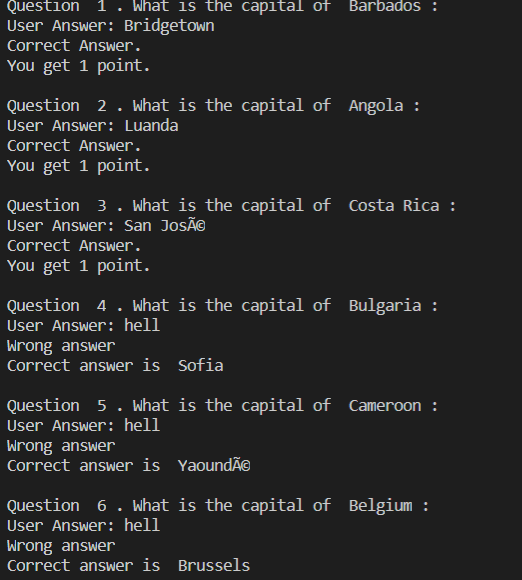 Question  1 . What is the capital of  Barbados :
User Answer: Bridgetown
Correct Answer.
You get 1 point.
Question  2 . What is the capital of  Angola :
User Answer: Luanda
Correct Answer.
You get 1 point.
Question  3 . What is the capital of  Costa Rica :
User Answer: San JosÃ©
Correct Answer.
You get 1 point.
Question  4 . What is the capital of  Bulgaria :
User Answer: hell
Wrong answer
Correct answer is  Sofia
Question  5 . What is the capital of  Cameroon :
User Answer: hell
Wrong answer
Correct answer is  YaoundÃ©
Question  6 . What is the capital of  Belgium :
User Answer: hell
Wrong answer
Correct answer is  Brussels